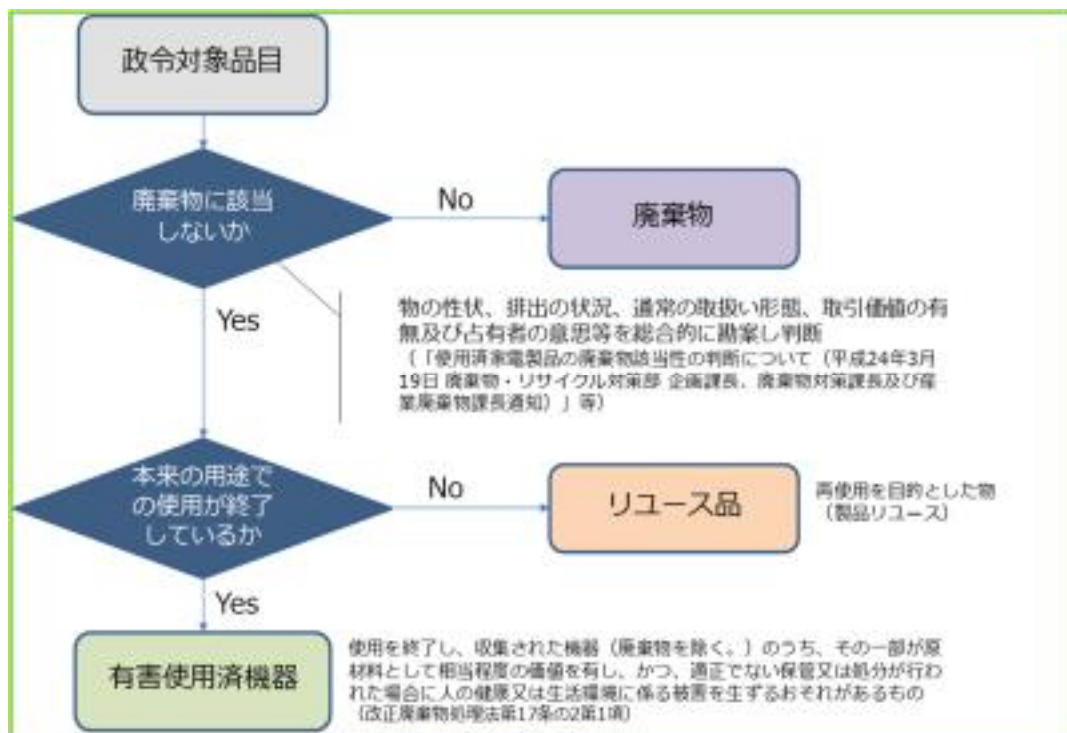 政令対象品目
廃棄物に該当
しないか
No
廃棄物
Yes
物の性状、排出の状況、通常の取扱い形態、取引価値の有
無及び占有者の意思等を総合的に勘案し判断
(「使用済家電製品の廃棄物該当性の判断について(平成24年3月
19日 廃棄物・リサイクル対策部 企画課長、廃棄物対策課長及び産
業廃棄物課長通知)」等)
本来の用途で
の使用が終了
しているか
No
リユース品
再使用を目的とした物
(製品リユース)
Yes
有害使用済機器
使用を終了し、収集された機器(廃棄物を除く。)のうち、その一部が原
材料として相当程度の価値を有し、かつ、適正でない保管又は処分が行わ
れた場合に人の健康又は生活環境に係る被害を生ずるおそれがあるもの
(改正廃棄物処理法第17条の2第1項)